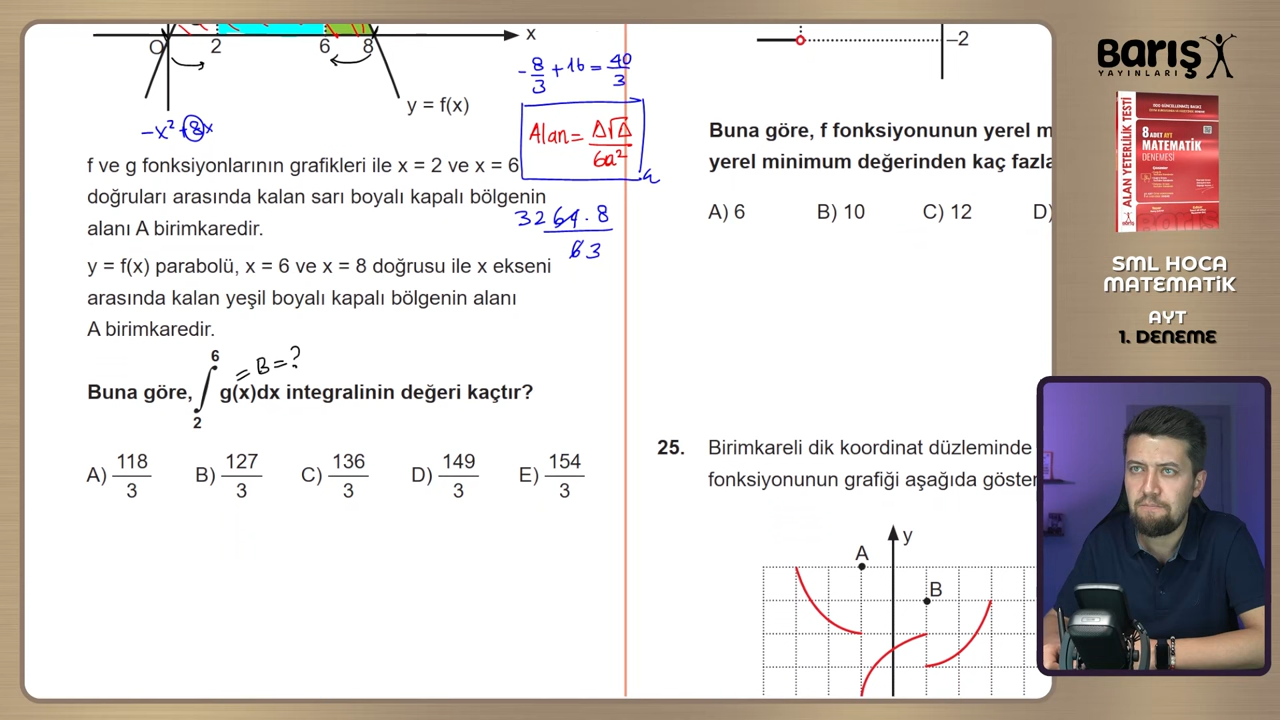 x
O 2 6 8
y = f(x)
-x² + 8x
-8/3 + 16 = 40/3
Alan = Δ√Δ / 6a²
f ve g fonksiyonlarının grafikleri ile x = 2 ve x = 6
doğruları arasında kalan sarı boyalı kapalı bölgenin
alanı A birimkaredir.
32 64 . 8
6 3
y = f(x) parabolü, x = 6 ve x = 8 doğrusu ile x ekseni
arasında kalan yeşil boyalı kapalı bölgenin alanı
A birimkaredir.
= B = ?
Buna göre, ∫₂⁶ g(x)dx integralinin değeri kaçtır?
A) 118/3 B) 127/3 C) 136/3 D) 149/3 E) 154/3
–2
Buna göre, f fonksiyonunun yerel m
yerel minimum değerinden kaç fazla
A) 6 B) 10 C) 12 D)
25. Birimkareli dik koordinat düzleminde
fonksiyonunun grafiği aşağıda göster
y
A
B
BARIŞ
YAYINLARI
ALAN YETERLİLİK TESTİ
8 ADET AYT
MATEMATİK
DENEMESİ
BARIŞ
SML HOCA
MATEMATİK
AYT
1. DENEME